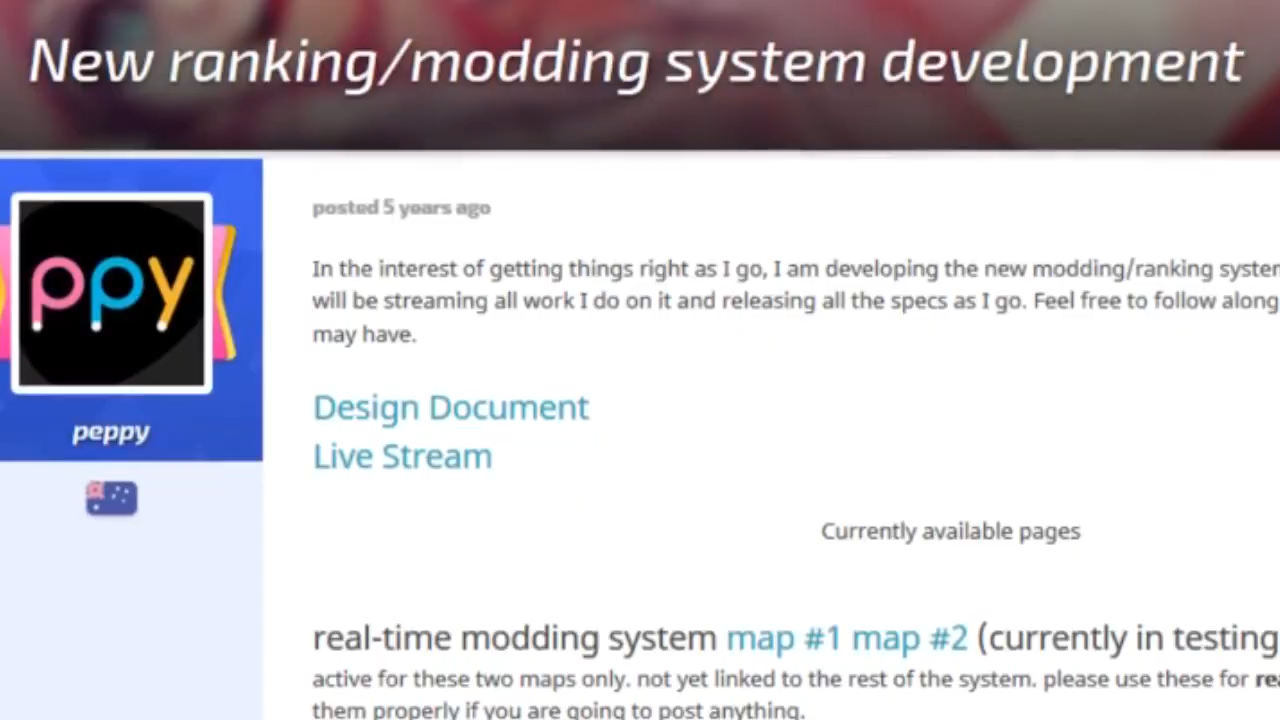 New ranking/modding system development
posted 5 years ago
ppy
In the interest of getting things right as I go, I am developing the new modding/ranking system
will be streaming all work I do on it and releasing all the specs as I go. Feel free to follow along
may have.
Design Document
peppy
Live Stream
Currently available pages
real-time modding system map #1 map #2 (currently in testing
active for these two maps only. not yet linked to the rest of the system. please use these for
them properly if you are going to post anything.